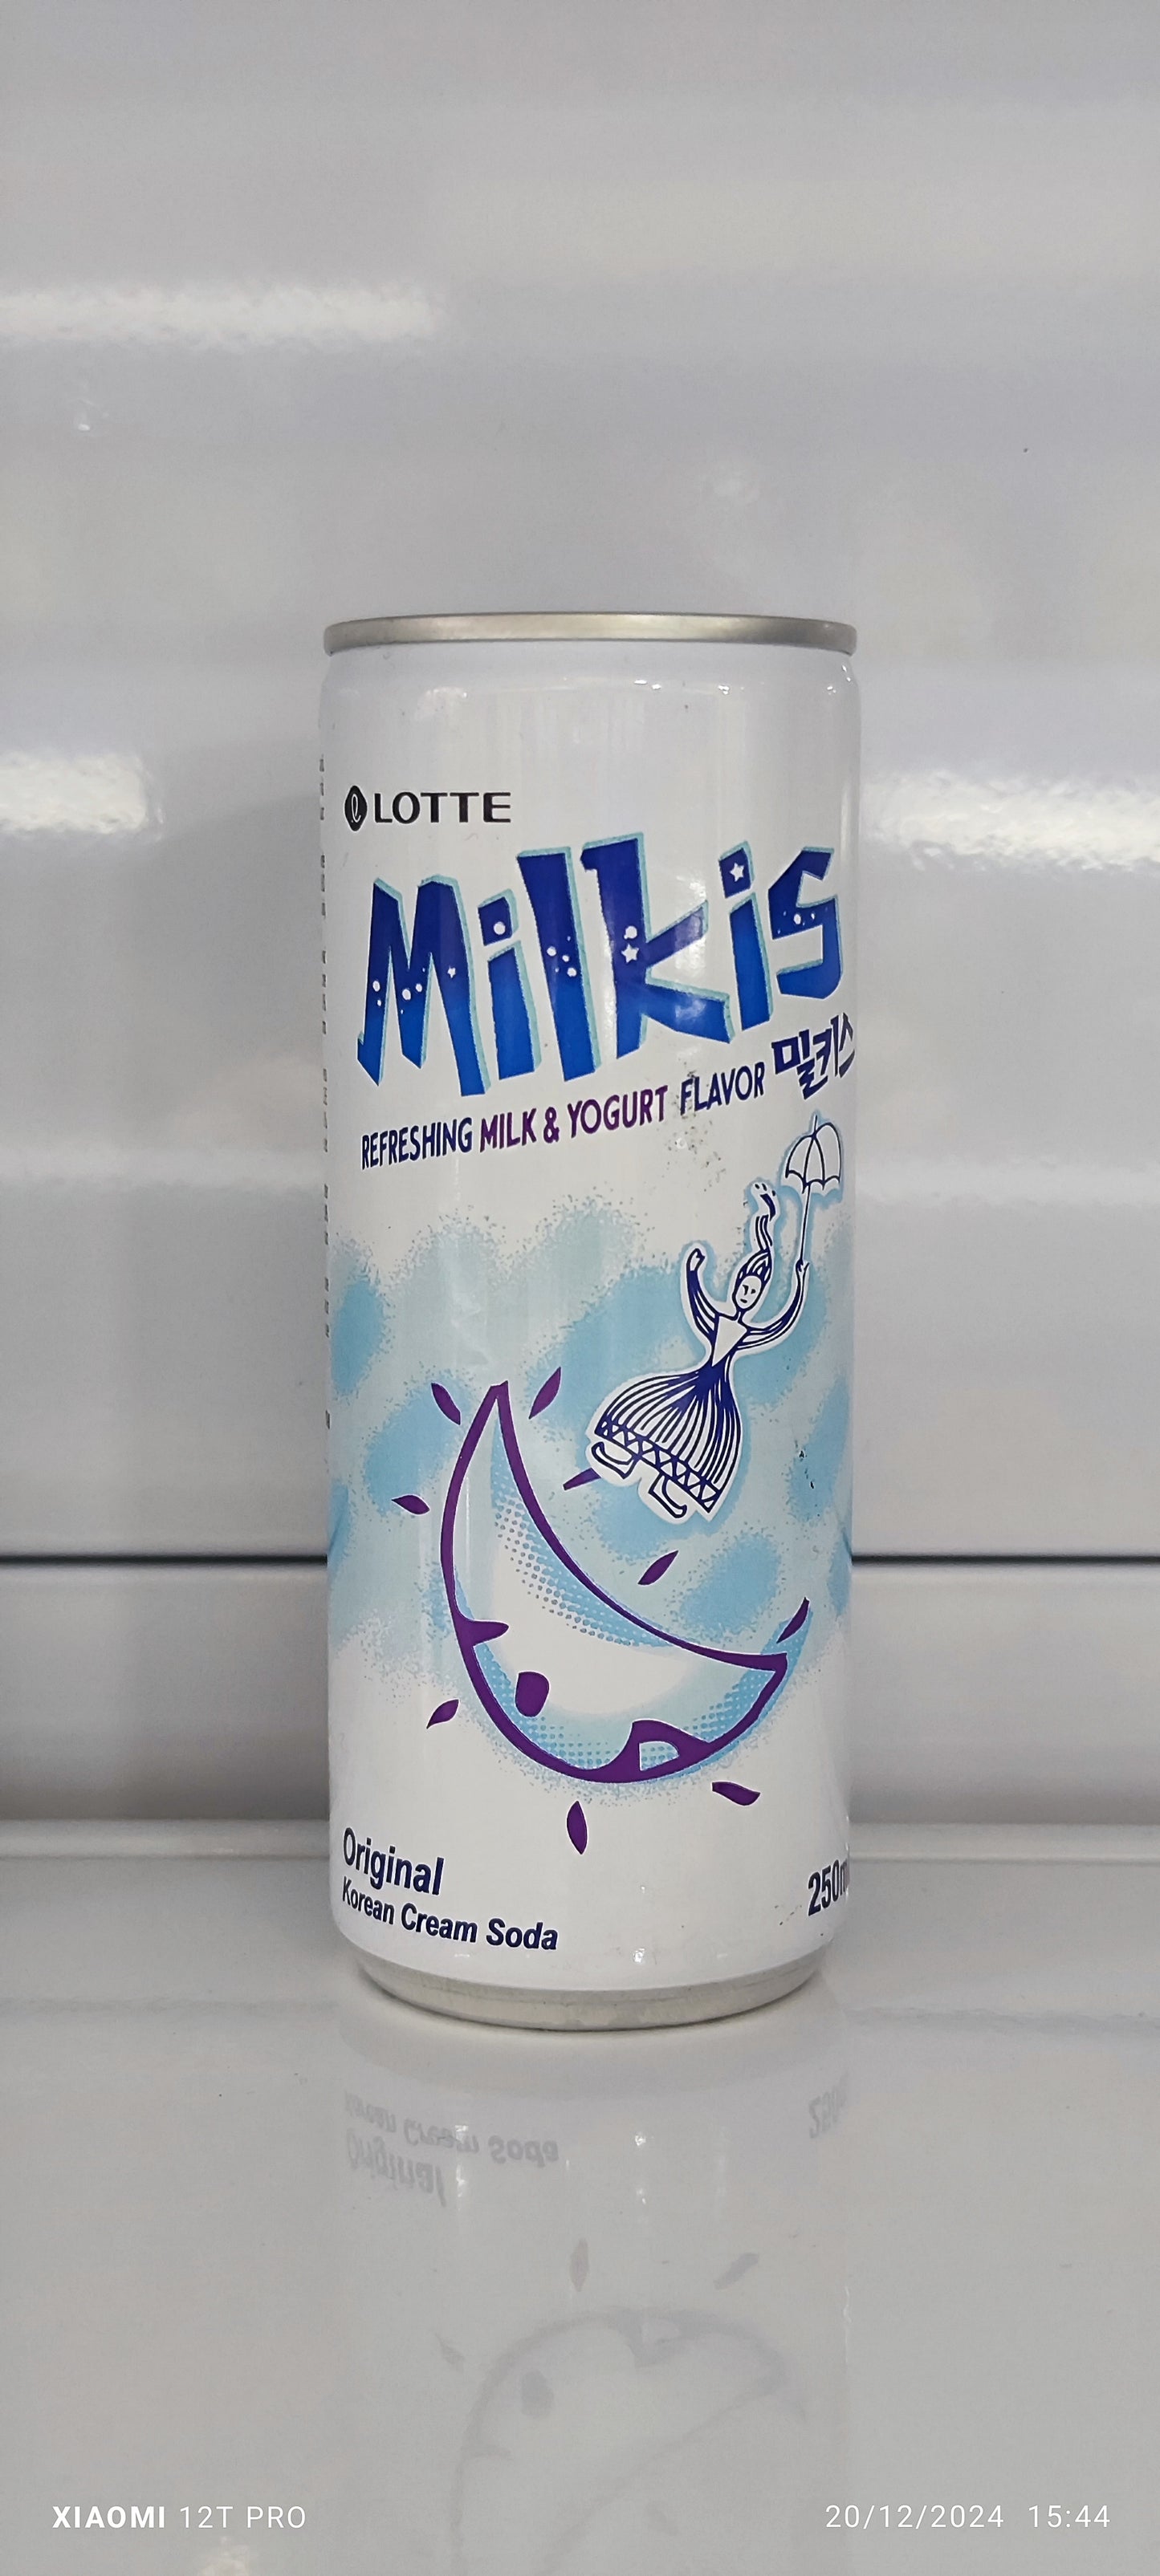 LOTTE
Milkis
밀키스
REFRESHING MILK & YOGURT FLAVOR
Original
Korean Cream Soda
250m
XIAOMI 12T PRO
20/12/2024 15:44